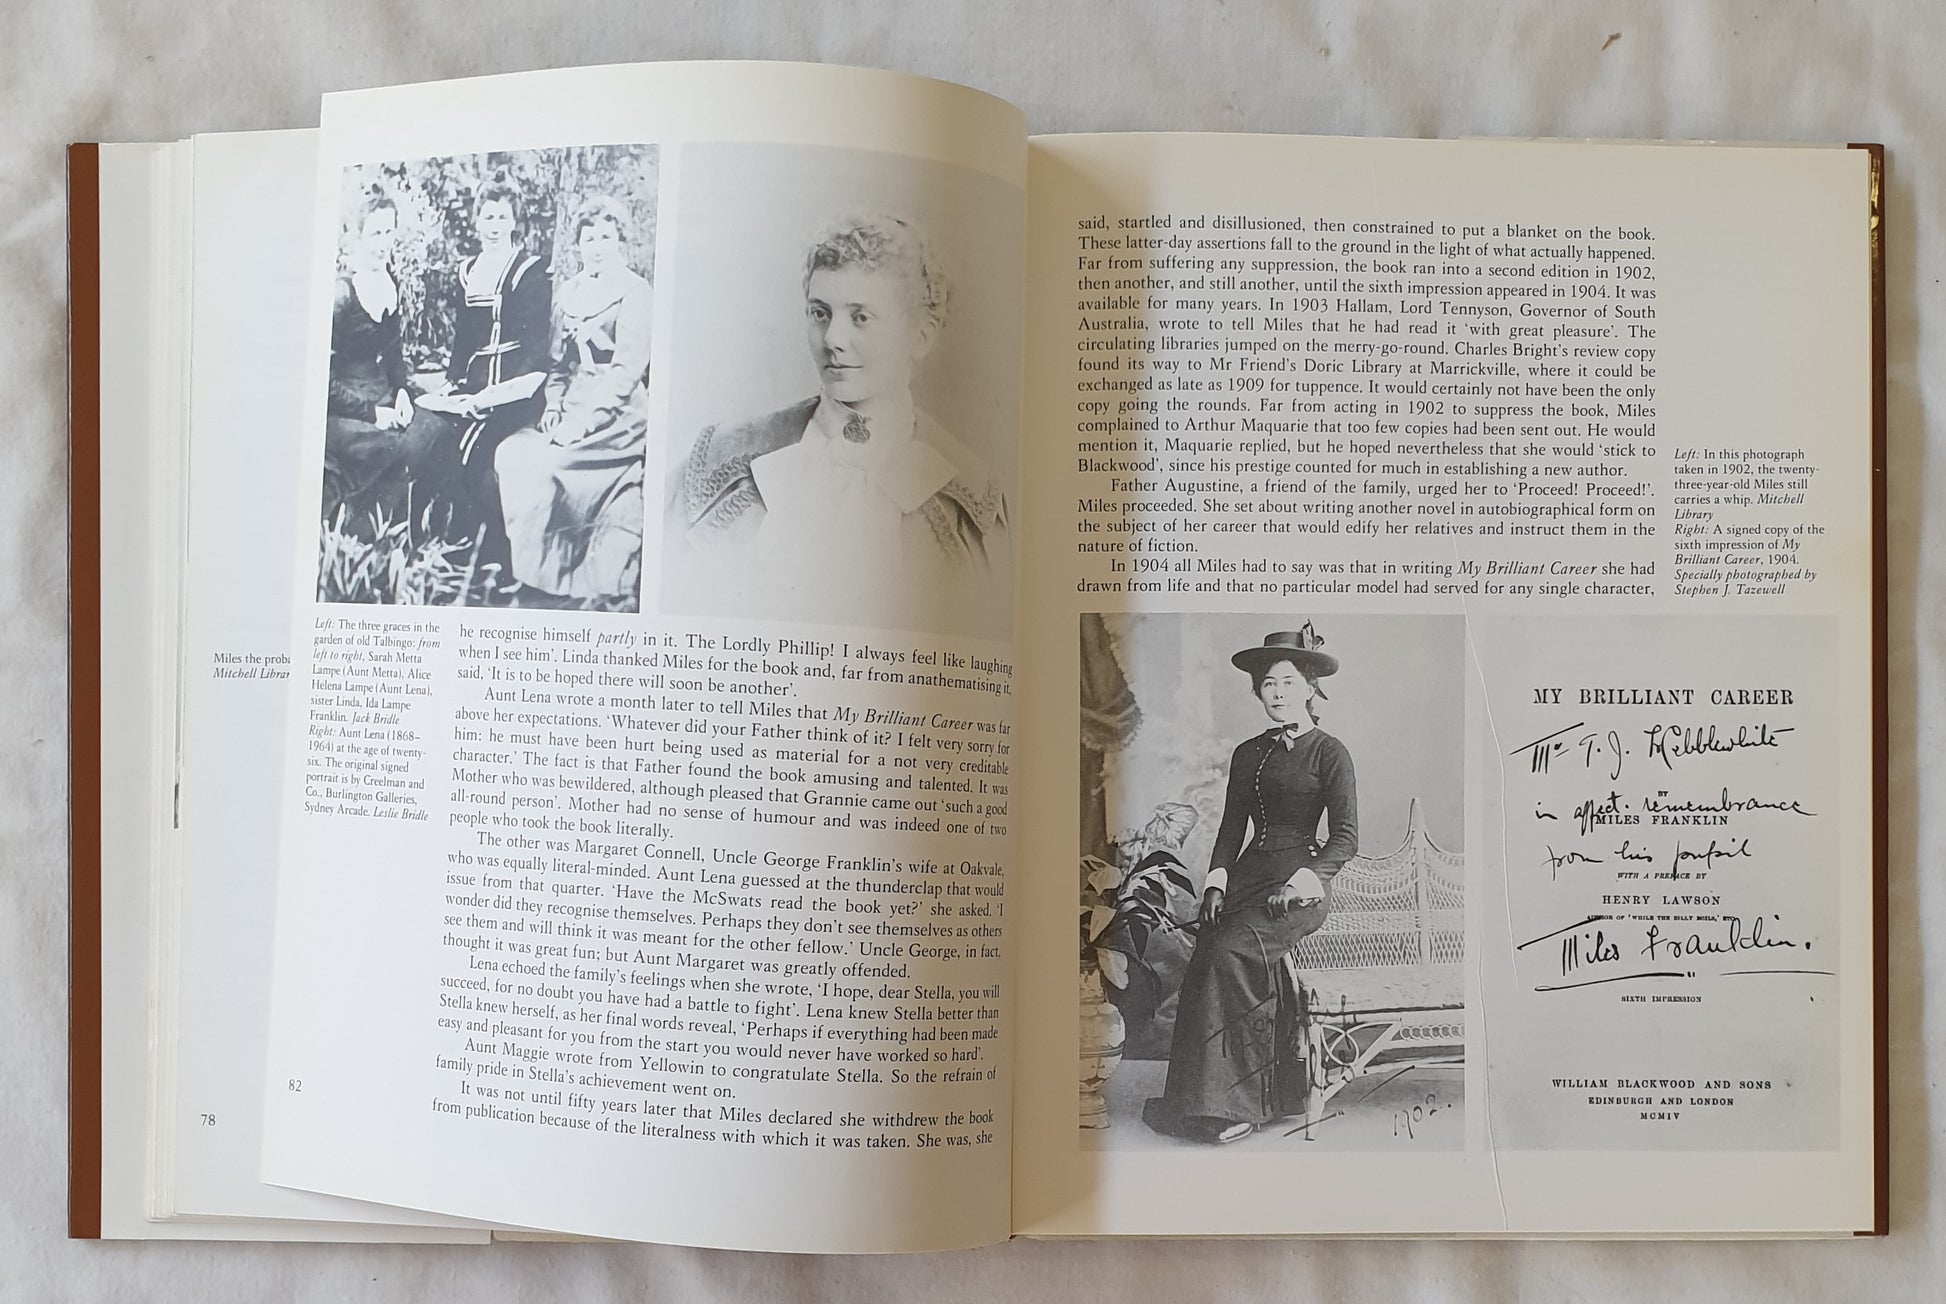 Miles the
Mitchell
78
Left: The three graces in the
garden of old Talbingo: from
left to right, Sarah Metta
Lampe (Aunt Metta), Alice
Helena Lampe (Aunt Lena),
sister Linda, Ida Lampe
Franklin. Jack Bridle
Right: Aunt Lena (1868–
1964) at the age of twenty-
six. The original signed
portrait is by Creelman and
Co., Burlington Galleries,
Sydney Arcade. Leslie Bridle
82
he recognise himself partly in it. The Lordly Phillip! I always feel like laughing
when I see him'. Linda thanked Miles for the book and, far from anathematising it,
said, 'It is to be hoped there will soon be another'.
Aunt Lena wrote a month later to tell Miles that My Brilliant Career was far
above her expectations. 'Whatever did your Father think of it? I felt very sorry for
him: he must have been hurt being used as material for a not very creditable
character.' The fact is that Father found the book amusing and talented. It was
Mother who was bewildered, although pleased that Grannie came out 'such a good
all-round person'. Mother had no sense of humour and was indeed one of two
people who took the book literally.
The other was Margaret Connell, Uncle George Franklin's wife at Oakvale,
who was equally literal-minded. Aunt Lena guessed at the thunderclap that would
issue from that quarter. 'Have the McSwats read the book yet?' she asked. 'I
wonder did they recognise themselves. Perhaps they don't see themselves as others
see them and will think it was meant for the other fellow.' Uncle George, in fact,
thought it was great fun; but Aunt Margaret was greatly offended.
Lena echoed the family's feelings when she wrote, 'I hope, dear Stella, you will
succeed, for no doubt you have had a battle to fight'. Lena knew Stella better than
Stella knew herself, as her final words reveal, 'Perhaps if everything had been made
easy and pleasant for you from the start you would never have worked so hard'.
Aunt Maggie wrote from Yellowin to congratulate Stella. So the refrain of
family pride in Stella's achievement went on.
It was not until fifty years later that Miles declared she withdrew the book
from publication because of the literalness with which it was taken. She was, she
said, startled and disillusioned, then constrained to put a blanket on the book.
These latter-day assertions fall to the ground in the light of what actually happened.
Far from suffering any suppression, the book ran into a second edition in 1902,
then another, and still another, until the sixth impression appeared in 1904. It was
available for many years. In 1903 Hallam, Lord Tennyson, Governor of South
Australia, wrote to tell Miles that he had read it 'with great pleasure'. The
circulating libraries jumped on the merry-go-round. Charles Bright's review copy
found its way to Mr Friend's Doric Library at Marrickville, where it could be
exchanged as late as 1909 for tuppence. It would certainly not have been the only
copy going the rounds. Far from acting in 1902 to suppress the book, Miles
complained to Arthur Maquarie that too few copies had been sent out. He would
mention it, Maquarie replied, but he hoped nevertheless that she would 'stick to
Blackwood', since his prestige counted for much in establishing a new author.
Father Augustine, a friend of the family, urged her to 'Proceed! Proceed!'.
Miles proceeded. She set about writing another novel in autobiographical form on
the subject of her career that would edify her relatives and instruct them in the
nature of fiction.
In 1904 all Miles had to say was that in writing My Brilliant Career she had
drawn from life and that no particular model had served for any single character,
Left: In this photograph
taken in 1902, the twenty-
three-year-old Miles still
carries a whip. Mitchell
Library
Right: A signed copy of the
sixth impression of My
Brilliant Career, 1904.
Specially photographed by
Stephen J. Tazewell
1902.
MY BRILLIANT CAREER
Mr T. J. Hebblewhite
BY
in affect. remembrance
MILES FRANKLIN
from his pupil
WITH A PREFACE BY
HENRY LAWSON
AUTHOR OF 'WHILE THE BILLY BOILS,' ETC.
Miles Franklin.
SIXTH IMPRESSION
WILLIAM BLACKWOOD AND SONS
EDINBURGH AND LONDON
MCMIV